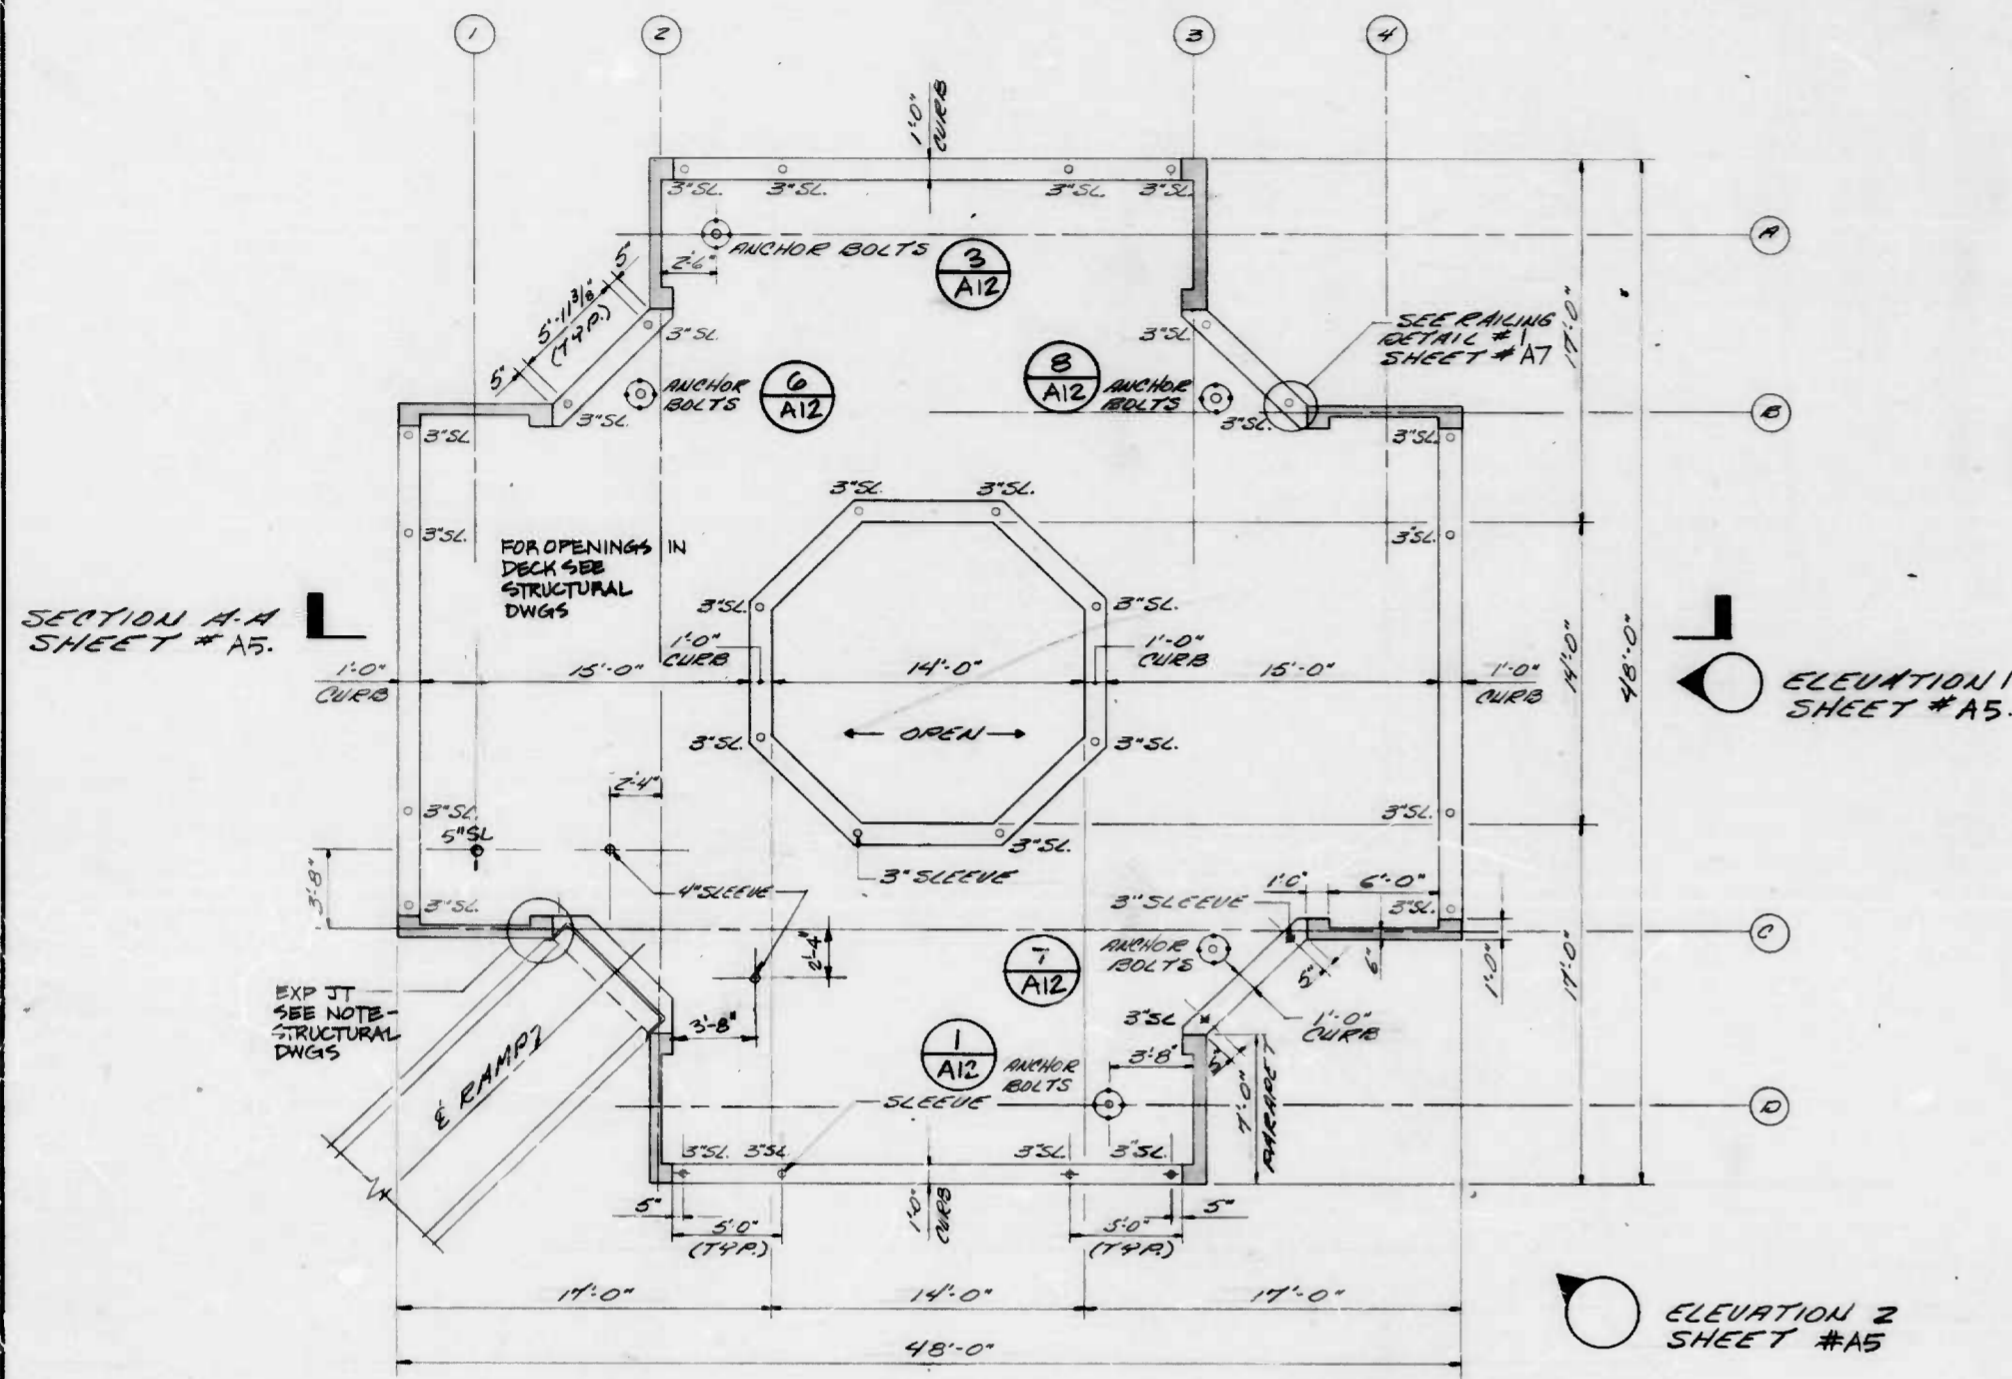 1
2
3
4
1'-0"
CURB
3"SL.
3"SL.
3"SL.
3"SL.
ANCHOR BOLTS
2'-6"
3
A12
A
5"
5'-11 3/8"
(TYP.)
5"
3"SL.
3"SL.
SEE RAILING
DETAIL #1
SHEET #A7
17'-0"
ANCHOR
BOLTS
6
A12
8
A12
ANCHOR
BOLTS
3"SL.
3"SL.
B
3"SL
3"SL.
3"SL.
3"SL.
3"SL.
3"SL.
FOR OPENINGS IN
DECK SEE
STRUCTURAL
DWGS
SECTION A-A
SHEET # A5.
3"SL.
3"SL.
1'-0"
CURB
1'-0"
CURB
1'-0"
CURB
15'-0"
14'-0"
15'-0"
1'-0"
CURB
14'-0"
48'-0"
ELEVATION 1
SHEET #A5.
OPEN
3"SL.
3"SL.
2'-4"
3"SL.
5"SL
3"SL.
3"SL.
3'-8"
3"SL.
4"SLEEVE
3"SLEEVE
3"SLEEVE
1'-0"
6'-0"
3"SL.
2'-4"
ANCHOR
BOLTS
7
A12
5"
6"
1'-0"
17'-0"
C
EXP JT
SEE NOTE-
STRUCTURAL
DWGS
3'-8"
3"SL
1'-0"
CURB
℄ RAMP
1
A12
ANCHOR
BOLTS
3'-8"
5"
7'-0"
PARAPET
SLEEVE
D
3"SL.
3"SL.
3"SL
3"SL.
5"
5'-0"
(TYP.)
1'-0"
CURB
5'-0"
(TYP.)
5"
17'-0"
14'-0"
17'-0"
48'-0"
ELEVATION 2
SHEET #A5